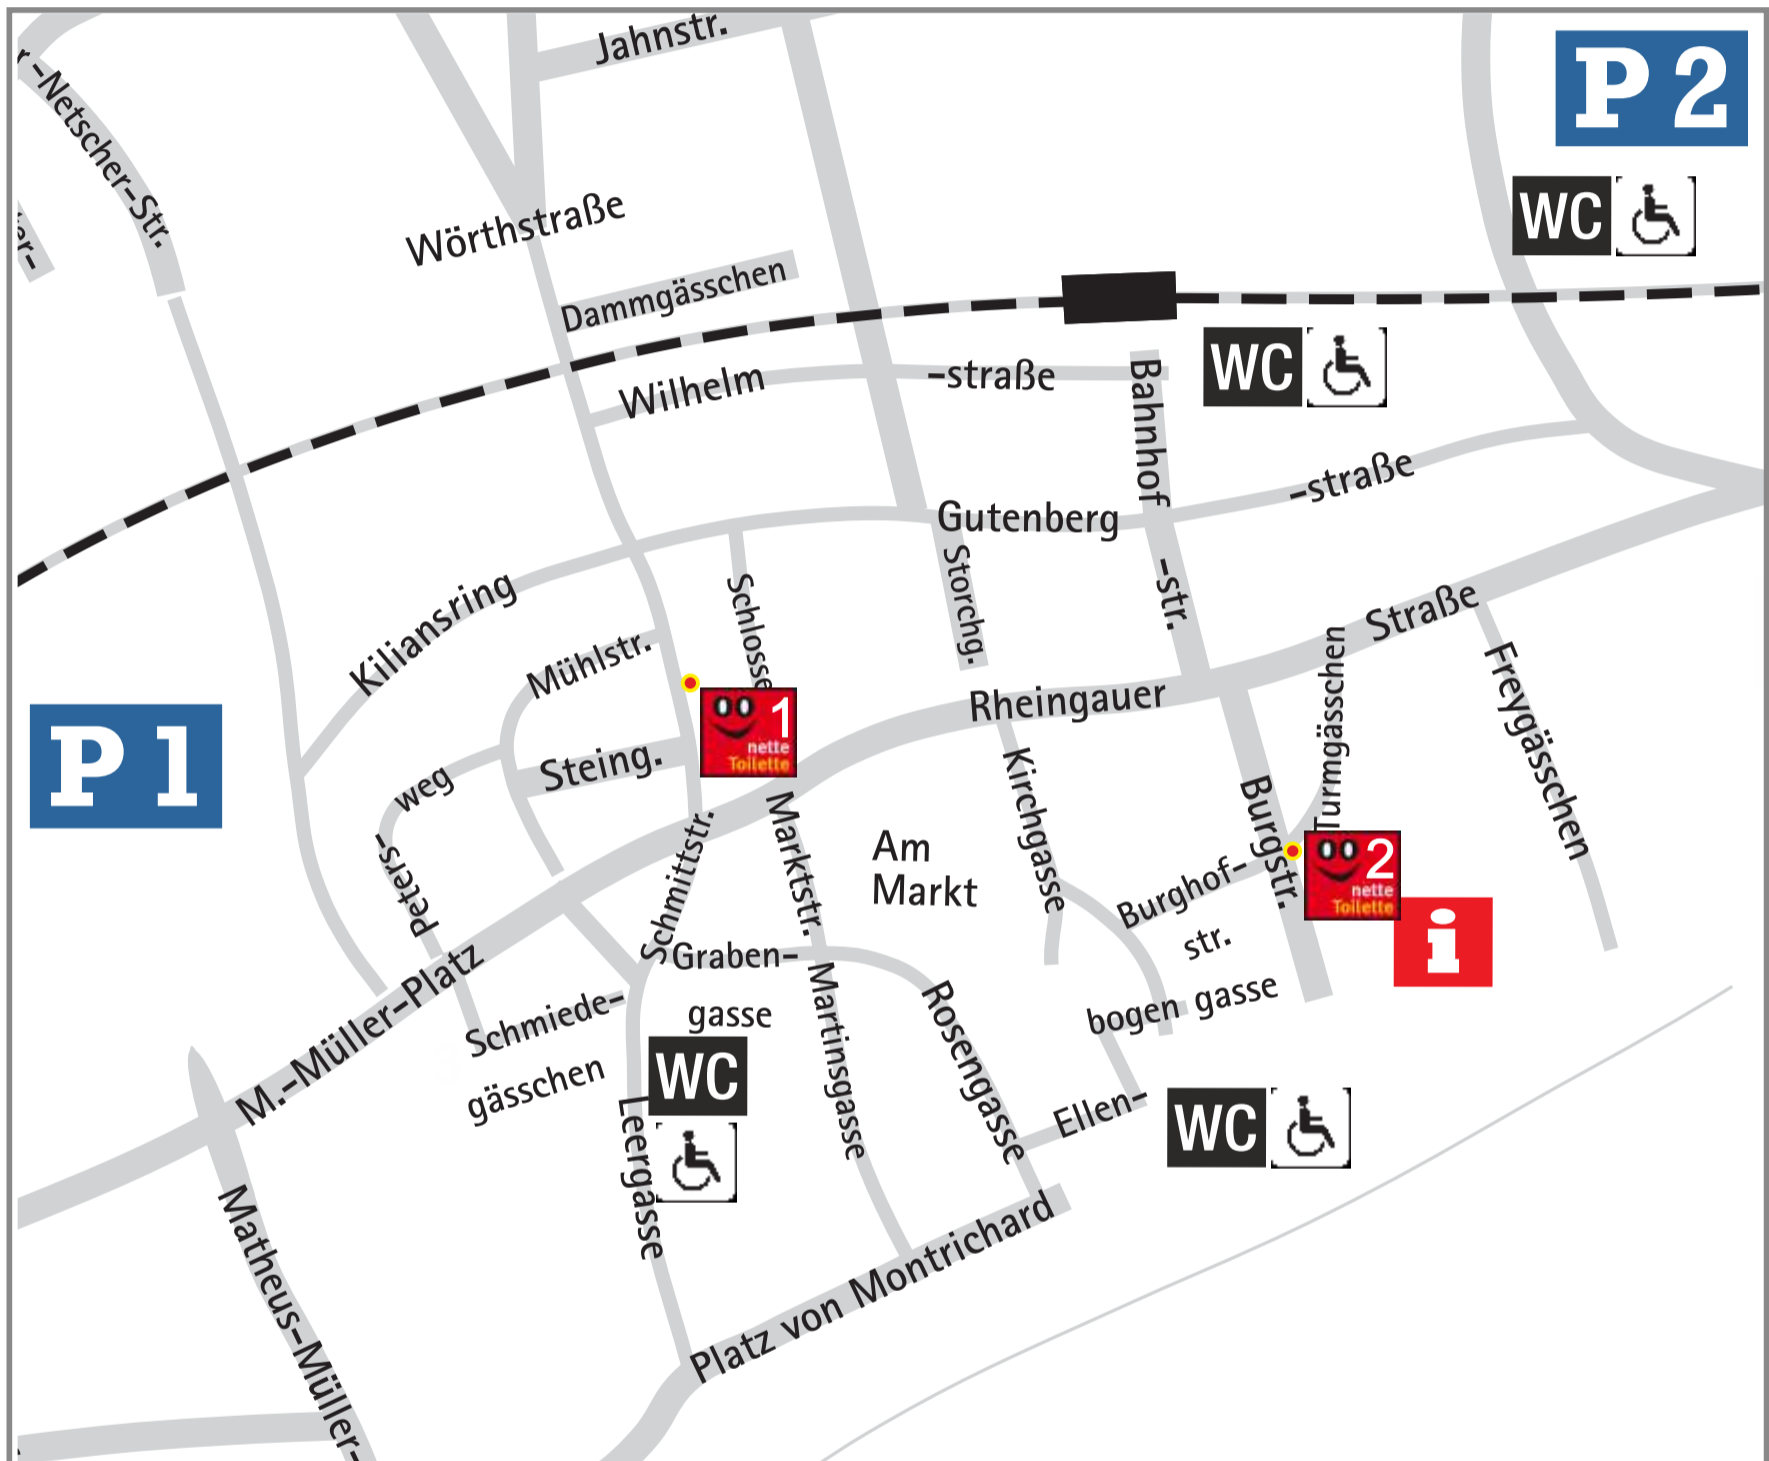 Jahnstr.
P 2
r -Netscher-Str.
WC
Wörthstraße
er-
Dammgässchen
WC
Wilhelm -straße
Bahnhof -str.
Gutenberg -straße
Storchg.
Kiliansring
Schlosse
Mühlstr.
Rheingauer Straße
Turmgässchen
Freygässchen
P 1
1
nette
Toilette
Steing.
Peters-
weg
Kirchgasse
Burgstr.
Marktstr.
Schmittstr.
Am
Markt
2
nette
Toilette
Burghof-
str.
i
Graben-
gasse
M.-Müller-Platz
Schmiede-
gässchen
Martinsgasse
Rosengasse
bogen gasse
WC
Leergasse
Ellen-
WC
Matheus-Müller-
Platz von Montrichard